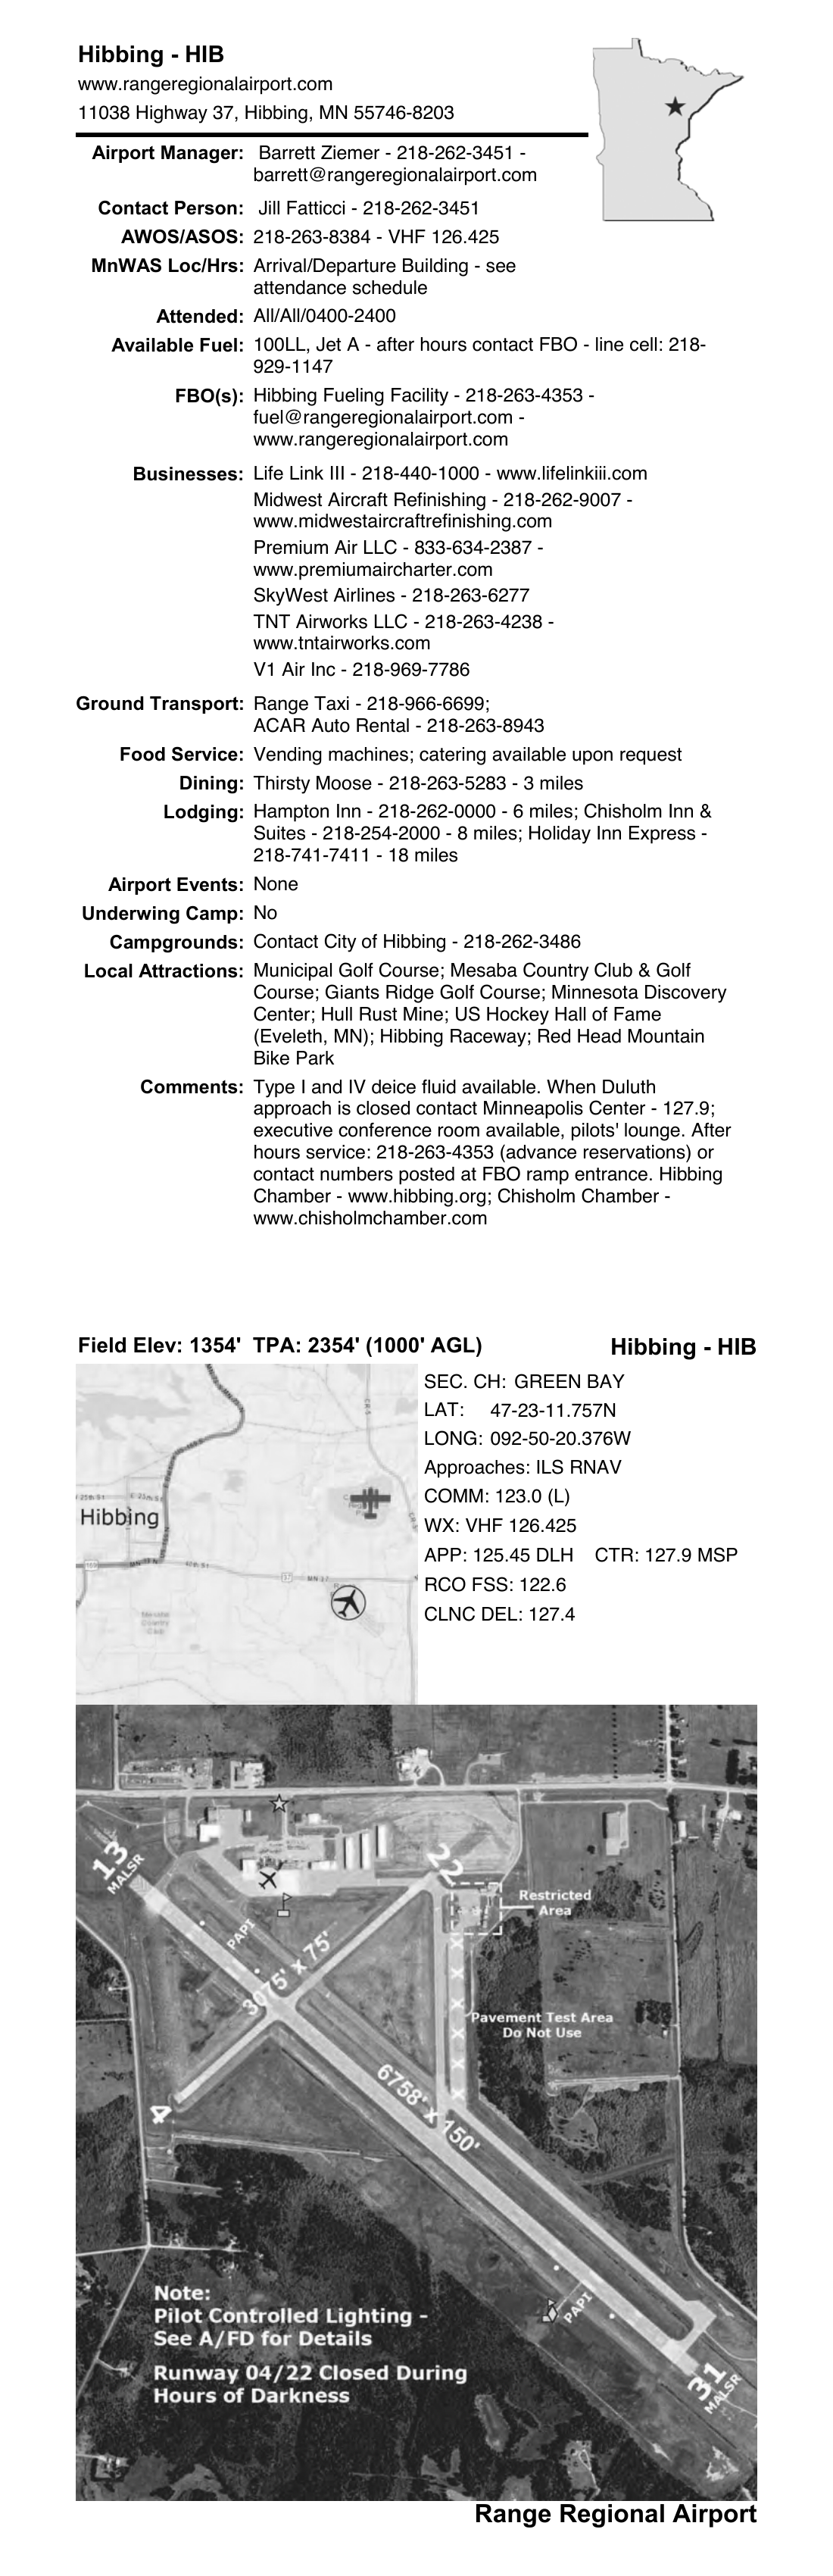 Hibbing - HIB
www.rangeregionalairport.com
11038 Highway 37, Hibbing, MN 55746-8203
Airport Manager: Barrett Ziemer - 218-262-3451 -
barrett@rangeregionalairport.com
Contact Person: Jill Fatticci - 218-262-3451
AWOS/ASOS: 218-263-8384 - VHF 126.425
MnWAS Loc/Hrs: Arrival/Departure Building - see
attendance schedule
Attended: All/All/0400-2400
Available Fuel: 100LL, Jet A - after hours contact FBO - line cell: 218-
929-1147
FBO(s): Hibbing Fueling Facility - 218-263-4353 -
fuel@rangeregionalairport.com -
www.rangeregionalairport.com
Businesses: Life Link III - 218-440-1000 - www.lifelinkiii.com
Midwest Aircraft Refinishing - 218-262-9007 -
www.midwestaircraftrefinishing.com
Premium Air LLC - 833-634-2387 -
www.premiumaircharter.com
SkyWest Airlines - 218-263-6277
TNT Airworks LLC - 218-263-4238 -
www.tntairworks.com
V1 Air Inc - 218-969-7786
Ground Transport: Range Taxi - 218-966-6699;
ACAR Auto Rental - 218-263-8943
Food Service: Vending machines; catering available upon request
Dining: Thirsty Moose - 218-263-5283 - 3 miles
Lodging: Hampton Inn - 218-262-0000 - 6 miles; Chisholm Inn &
Suites - 218-254-2000 - 8 miles; Holiday Inn Express -
218-741-7411 - 18 miles
Airport Events: None
Underwing Camp: No
Campgrounds: Contact City of Hibbing - 218-262-3486
Local Attractions: Municipal Golf Course; Mesaba Country Club & Golf
Course; Giants Ridge Golf Course; Minnesota Discovery
Center; Hull Rust Mine; US Hockey Hall of Fame
(Eveleth, MN); Hibbing Raceway; Red Head Mountain
Bike Park
Comments: Type I and IV deice fluid available. When Duluth
approach is closed contact Minneapolis Center - 127.9;
executive conference room available, pilots' lounge. After
hours service: 218-263-4353 (advance reservations) or
contact numbers posted at FBO ramp entrance. Hibbing
Chamber - www.hibbing.org; Chisholm Chamber -
www.chisholmchamber.com
Field Elev: 1354' TPA: 2354' (1000' AGL)
Hibbing - HIB
SEC. CH: GREEN BAY
LAT: 47-23-11.757N
LONG: 092-50-20.376W
Approaches: ILS RNAV
COMM: 123.0 (L)
WX: VHF 126.425
APP: 125.45 DLH CTR: 127.9 MSP
RCO FSS: 122.6
CLNC DEL: 127.4
CR-5
E 25th St
Hibbing
169
42th St
37
MN 37
Mesaba
Country
Club
13
MALSR
22
Restricted
Area
PAPI
3075' x 75'
Pavement Test Area
Do Not Use
X
X
X
X
X
X
4
6758' x 150'
PAPI
31
MALSR
Note:
Pilot Controlled Lighting -
See A/FD for Details
Runway 04/22 Closed During
Hours of Darkness
Range Regional Airport